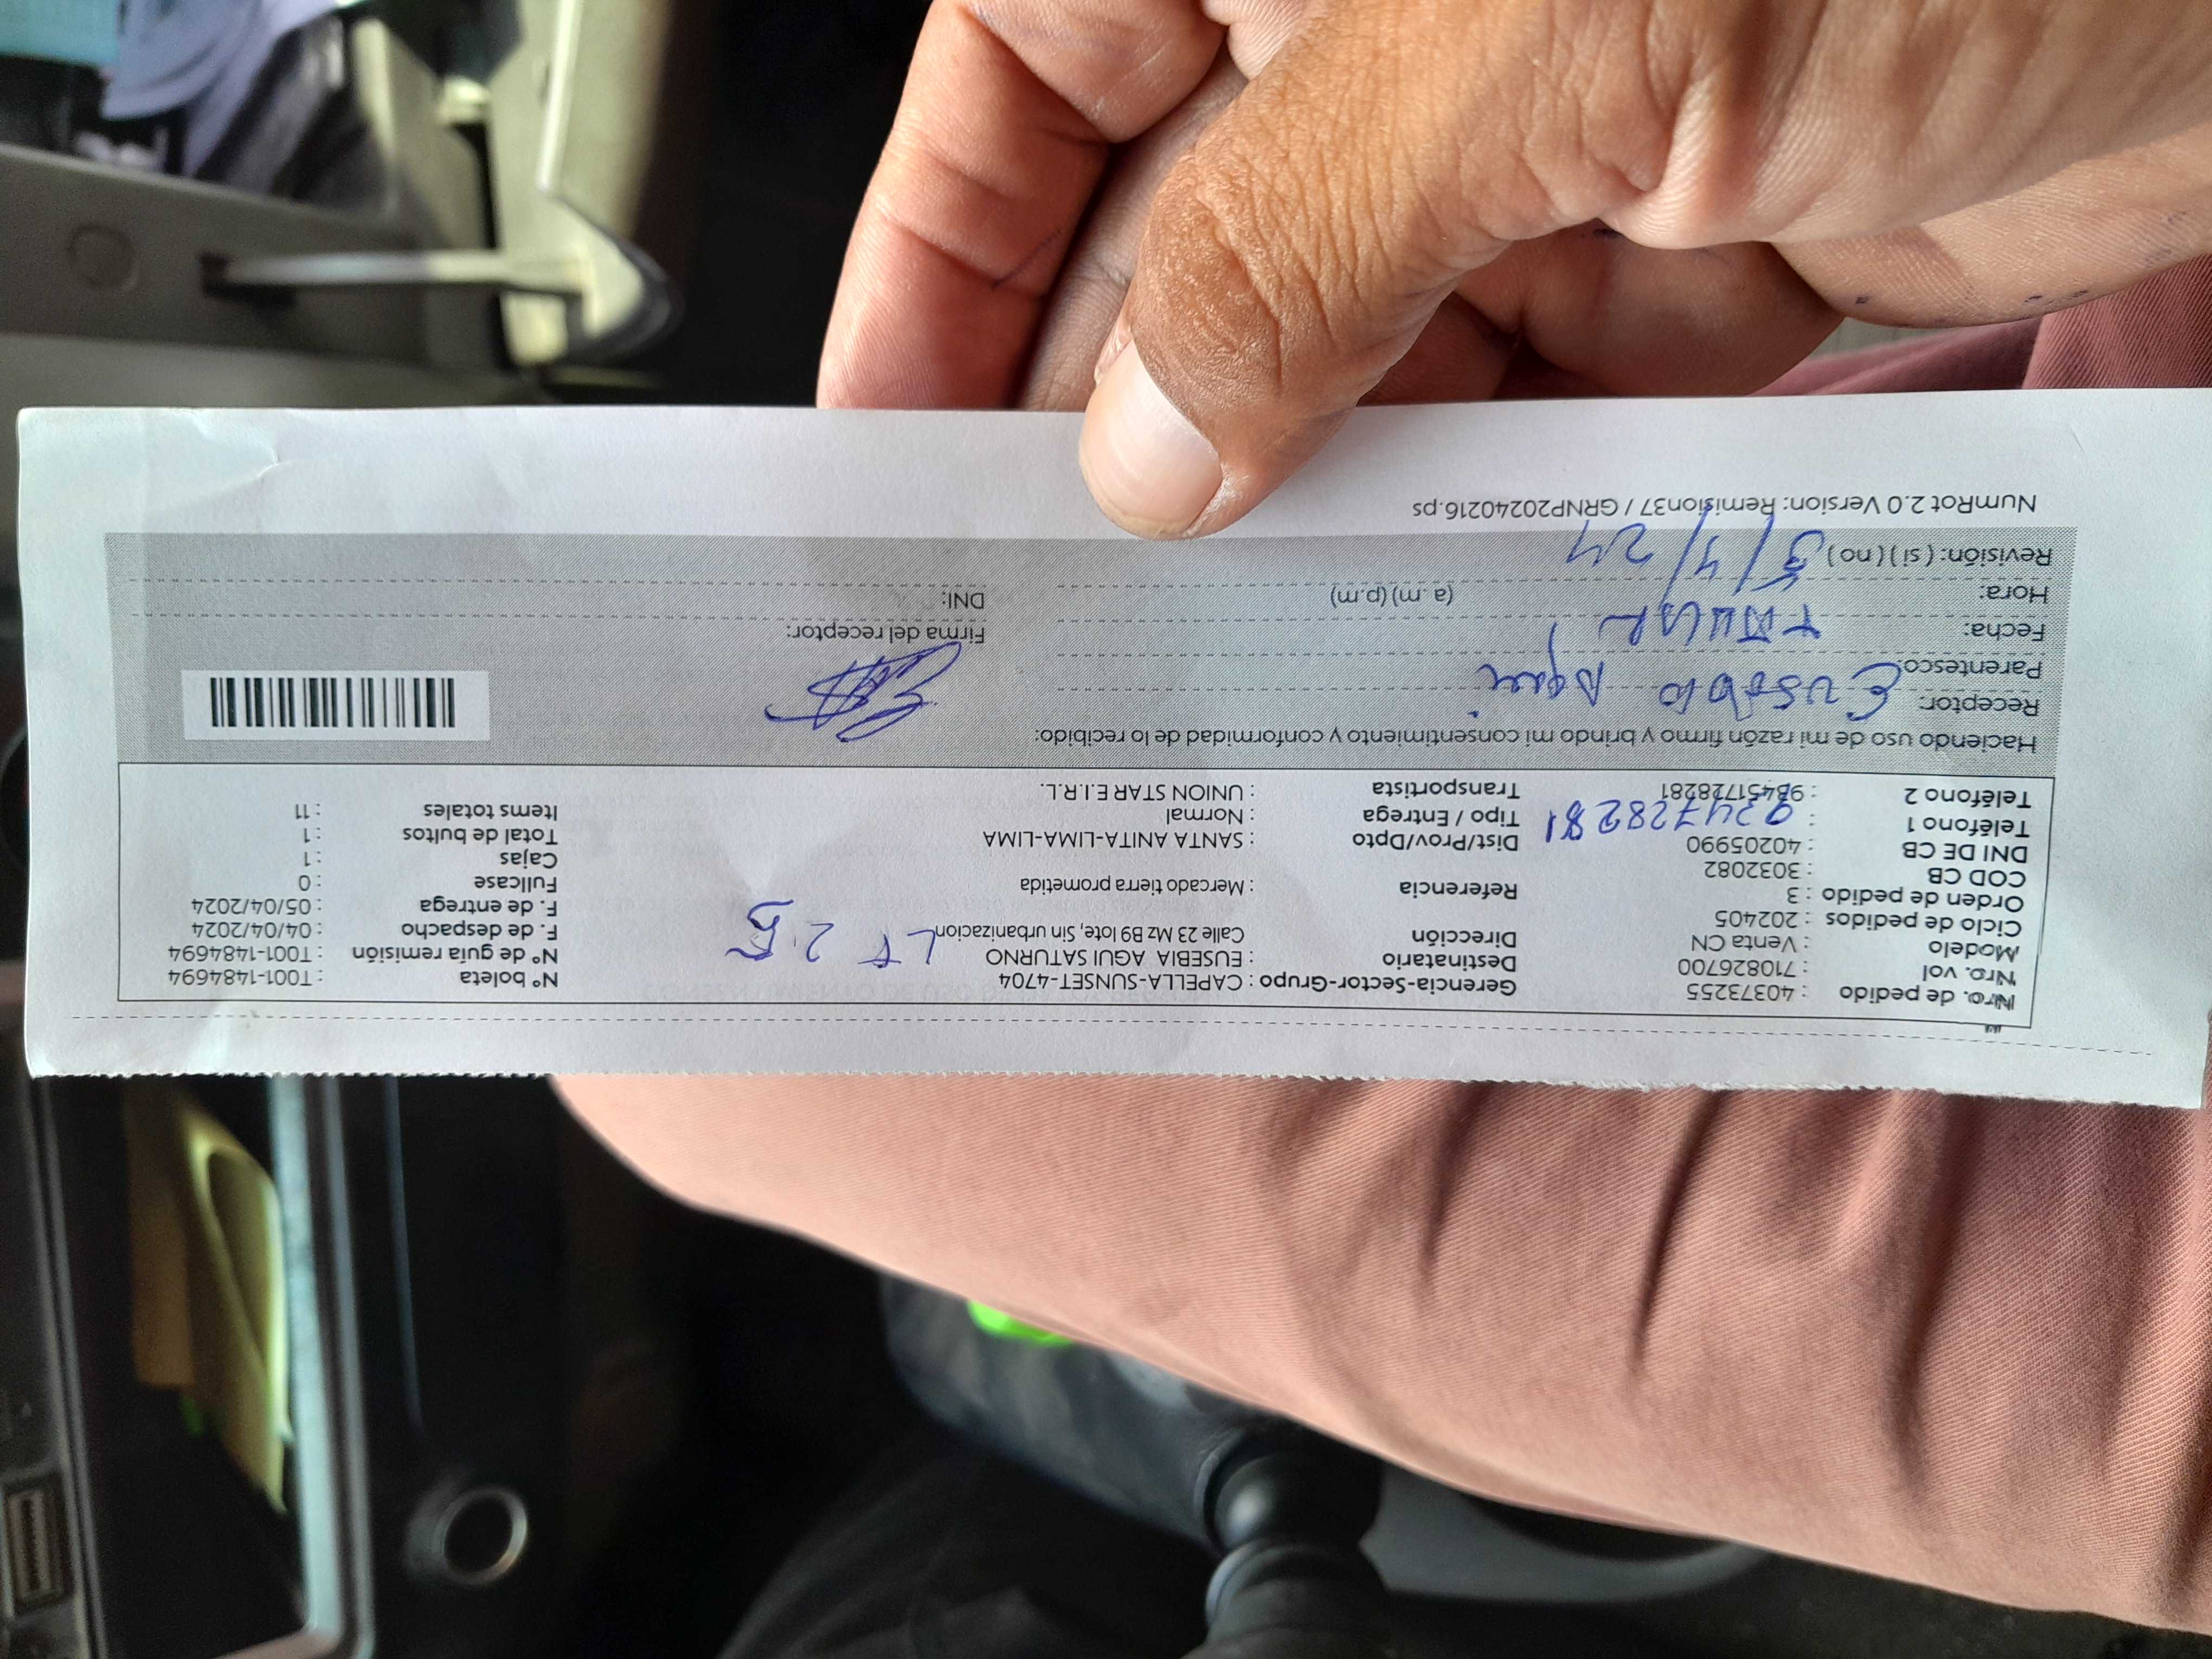 Nro. de pedido : 40373255
Nro. vol : 710826700
Modelo : Venta CN
Ciclo de pedidos : 202405
Orden de pedido : 3
COD CB : 3032082
DNI DE CB : 40205990
Teléfono 1 : 934728281
Teléfono 2
Gerencia-Sector-Grupo : CAPELLA-SUNSET-4704
Destinatario : EUSEBIA AGUI SATURNO
Dirección Calle 23 Mz B9 lote, Sin urbanizacion LT 25
Referencia : Mercado tierra prometida
Dist/Prov/Dpto : SANTA ANITA-LIMA-LIMA
Tipo / Entrega : Normal
Transportista : UNION STAR E.I.R.L.
Nº boleta : T001-1484694
Nº de guía remisión : T001-1484694
F. de despacho : 04/04/2024
F. de entrega : 05/04/2024
Fullcase : 0
Cajas : 1
Total de bultos : 1
Items totales : 11
Haciendo uso de mi razón firmo y brindo mi consentimiento y conformidad de lo recibido:
Receptor: Eusebio Aqui
Parentesco:
Fecha: TITULAR
Hora: (a.m) (p.m)
Revisión: ( si ) ( no ) 5/4/24
Firma del receptor:
DNI:
NumRot 2.0 Version: Remision37 / GRNP20240216.ps